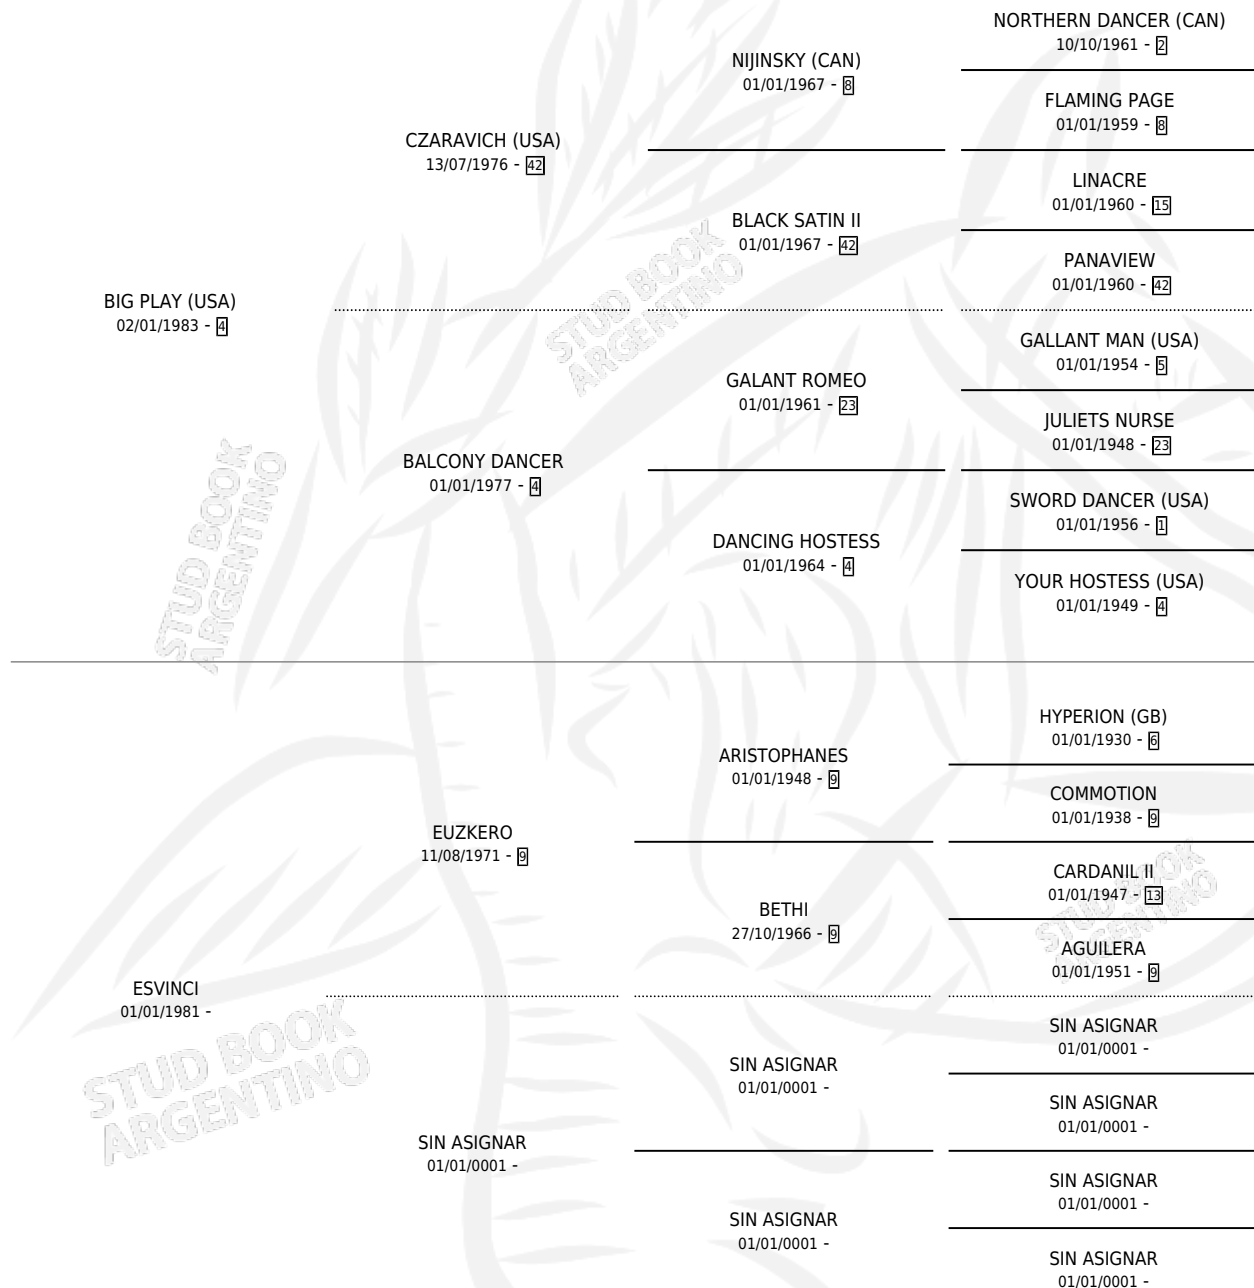 NORTHERN DANCER (CAN)
10/10/1961 - 2
NIJINSKY (CAN)
01/01/1967 - 8
FLAMING PAGE
01/01/1959 - 8
CZARAVICH (USA)
13/07/1976 - 42
LINACRE
01/01/1960 - 15
BLACK SATIN II
01/01/1967 - 42
PANAVIEW
01/01/1960 - 42
BIG PLAY (USA)
02/01/1983 - 4
STUD BOOK
ARGENTINO
GALLANT MAN (USA)
01/01/1954 - 5
GALANT ROMEO
01/01/1961 - 23
JULIETS NURSE
01/01/1948 - 23
BALCONY DANCER
01/01/1977 - 4
SWORD DANCER (USA)
01/01/1956 - 1
DANCING HOSTESS
01/01/1964 - 4
YOUR HOSTESS (USA)
01/01/1949 - 4
STUD BOOK
ARGENTINO
HYPERION (GB)
01/01/1930 - 6
ARISTOPHANES
01/01/1948 - 9
COMMOTION
01/01/1938 - 9
EUZKERO
11/08/1971 - 9
CARDANIL II
01/01/1947 - 13
BETHI
27/10/1966 - 9
AGUILERA
01/01/1951 - 9
STUD BOOK
ARGENTINO
ESVINCI
01/01/1981 -
SIN ASIGNAR
01/01/0001 -
SIN ASIGNAR
01/01/0001 -
SIN ASIGNAR
01/01/0001 -
SIN ASIGNAR
01/01/0001 -
SIN ASIGNAR
01/01/0001 -
SIN ASIGNAR
01/01/0001 -
SIN ASIGNAR
01/01/0001 -
STUD BOOK
ARGENTINO